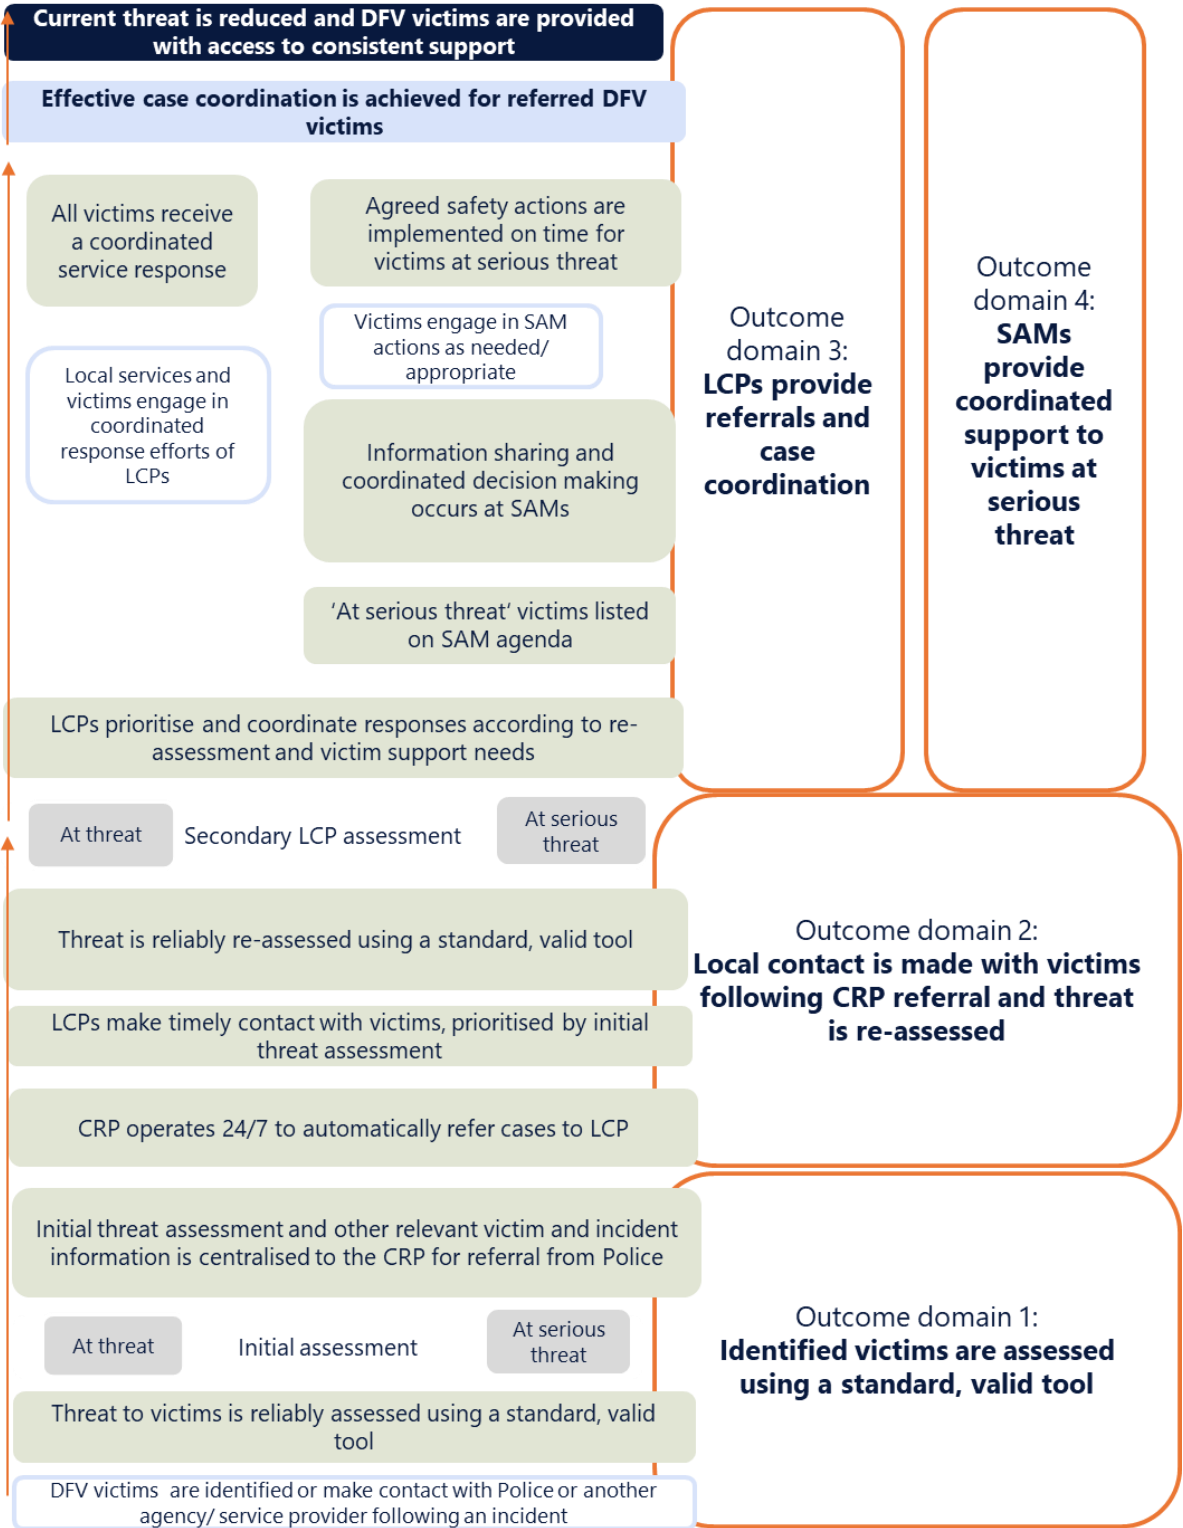 Current threat is reduced and DFV victims are provided
with access to consistent support
Effective case coordination is achieved for referred DFV
victims
All victims receive
a coordinated
service response
Agreed safety actions are
implemented on time for
victims at serious threat
Victims engage in SAM
actions as needed/
appropriate
Local services and
victims engage in
coordinated
response efforts of
LCPs
Information sharing and
coordinated decision making
occurs at SAMs
‘At serious threat‘ victims listed
on SAM agenda
Outcome
domain 3:
LCPs provide
referrals and
case
coordination
Outcome
domain 4:
SAMs
provide
coordinated
support to
victims at
serious
threat
LCPs prioritise and coordinate responses according to re-
assessment and victim support needs
At threat
Secondary LCP assessment
At serious
threat
Threat is reliably re-assessed using a standard, valid tool
LCPs make timely contact with victims, prioritised by initial
threat assessment
CRP operates 24/7 to automatically refer cases to LCP
Outcome domain 2:
Local contact is made with victims
following CRP referral and threat
is re-assessed
Initial threat assessment and other relevant victim and incident
information is centralised to the CRP for referral from Police
At threat
Initial assessment
At serious
threat
Threat to victims is reliably assessed using a standard, valid
tool
DFV victims are identified or make contact with Police or another
agency/ service provider following an incident
Outcome domain 1:
Identified victims are assessed
using a standard, valid tool